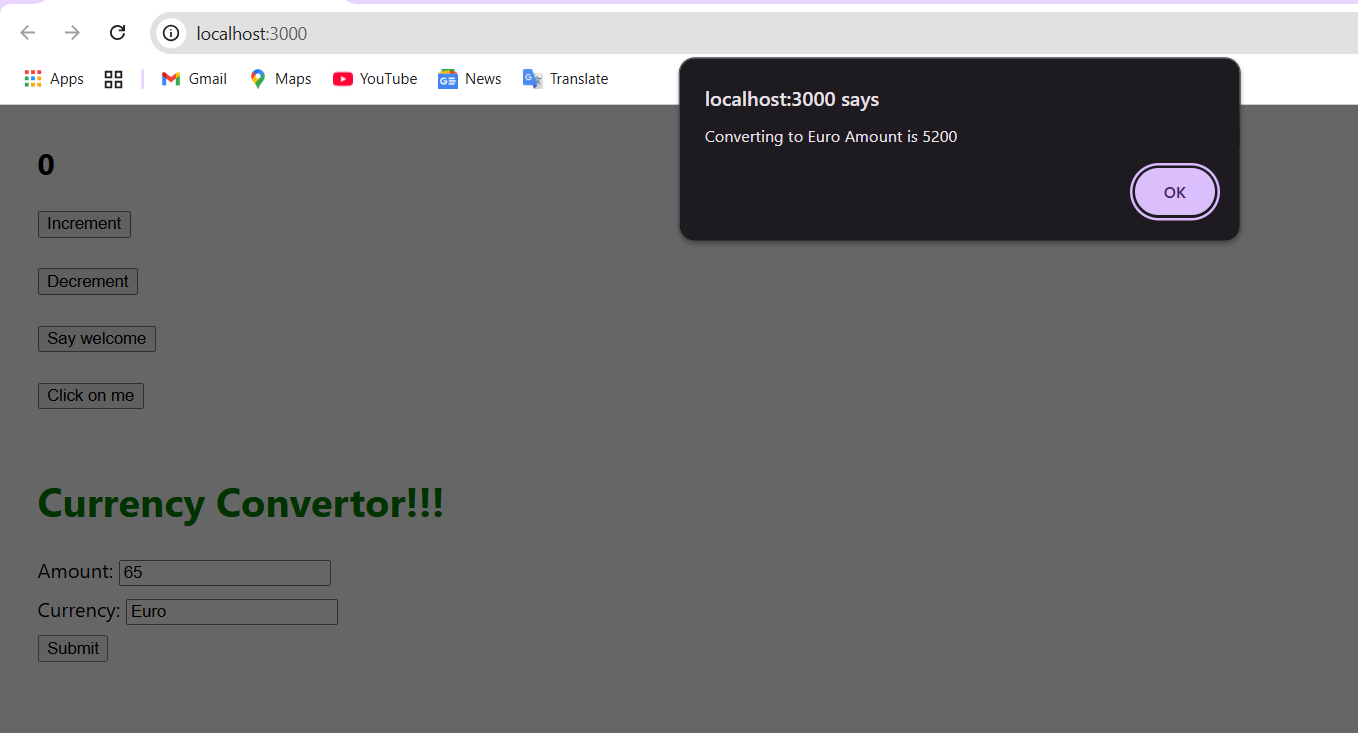 localhost:3000
Apps Gmail Maps YouTube News Translate
localhost:3000 says
Converting to Euro Amount is 5200
OK
0
Increment
Decrement
Say welcome
Click on me
Currency Convertor!!!
Amount: 65
Currency: Euro
Submit